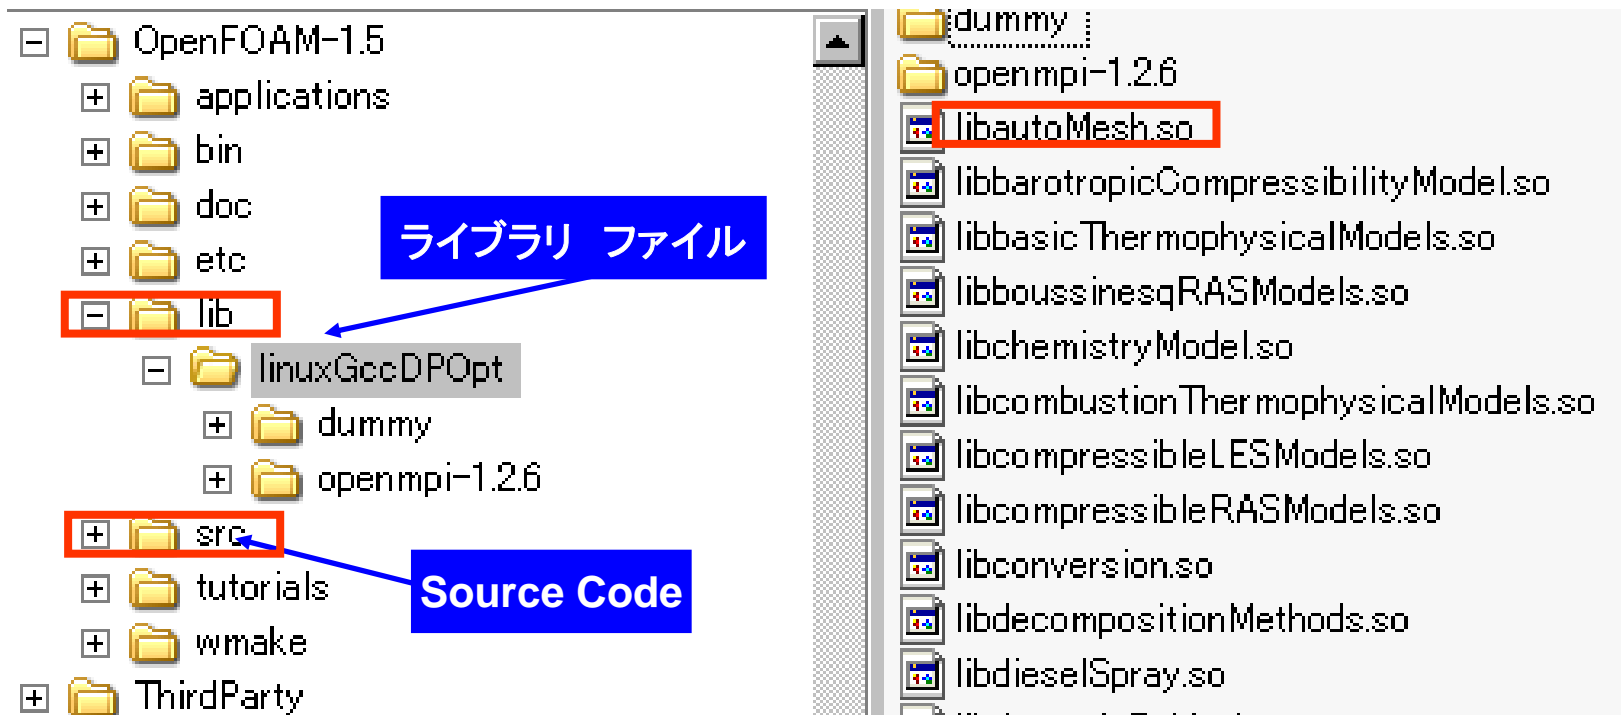 OpenFOAM-1.5
applications
bin
doc
etc
ライブラリ ファイル
lib
linuxGccDPOpt
dummy
openmpi-1.2.6
src
Source Code
tutorials
wmake
ThirdParty
dummy
openmpi-1.2.6
libautoMesh.so
libbarotropicCompressibilityModel.so
libbasicThermophysicalModels.so
libboussinesqRASModels.so
libchemistryModel.so
libcombustionThermophysicalModels.so
libcompressibleLESModels.so
libcompressibleRASModels.so
libconversion.so
libdecompositionMethods.so
libdieselSpray.so